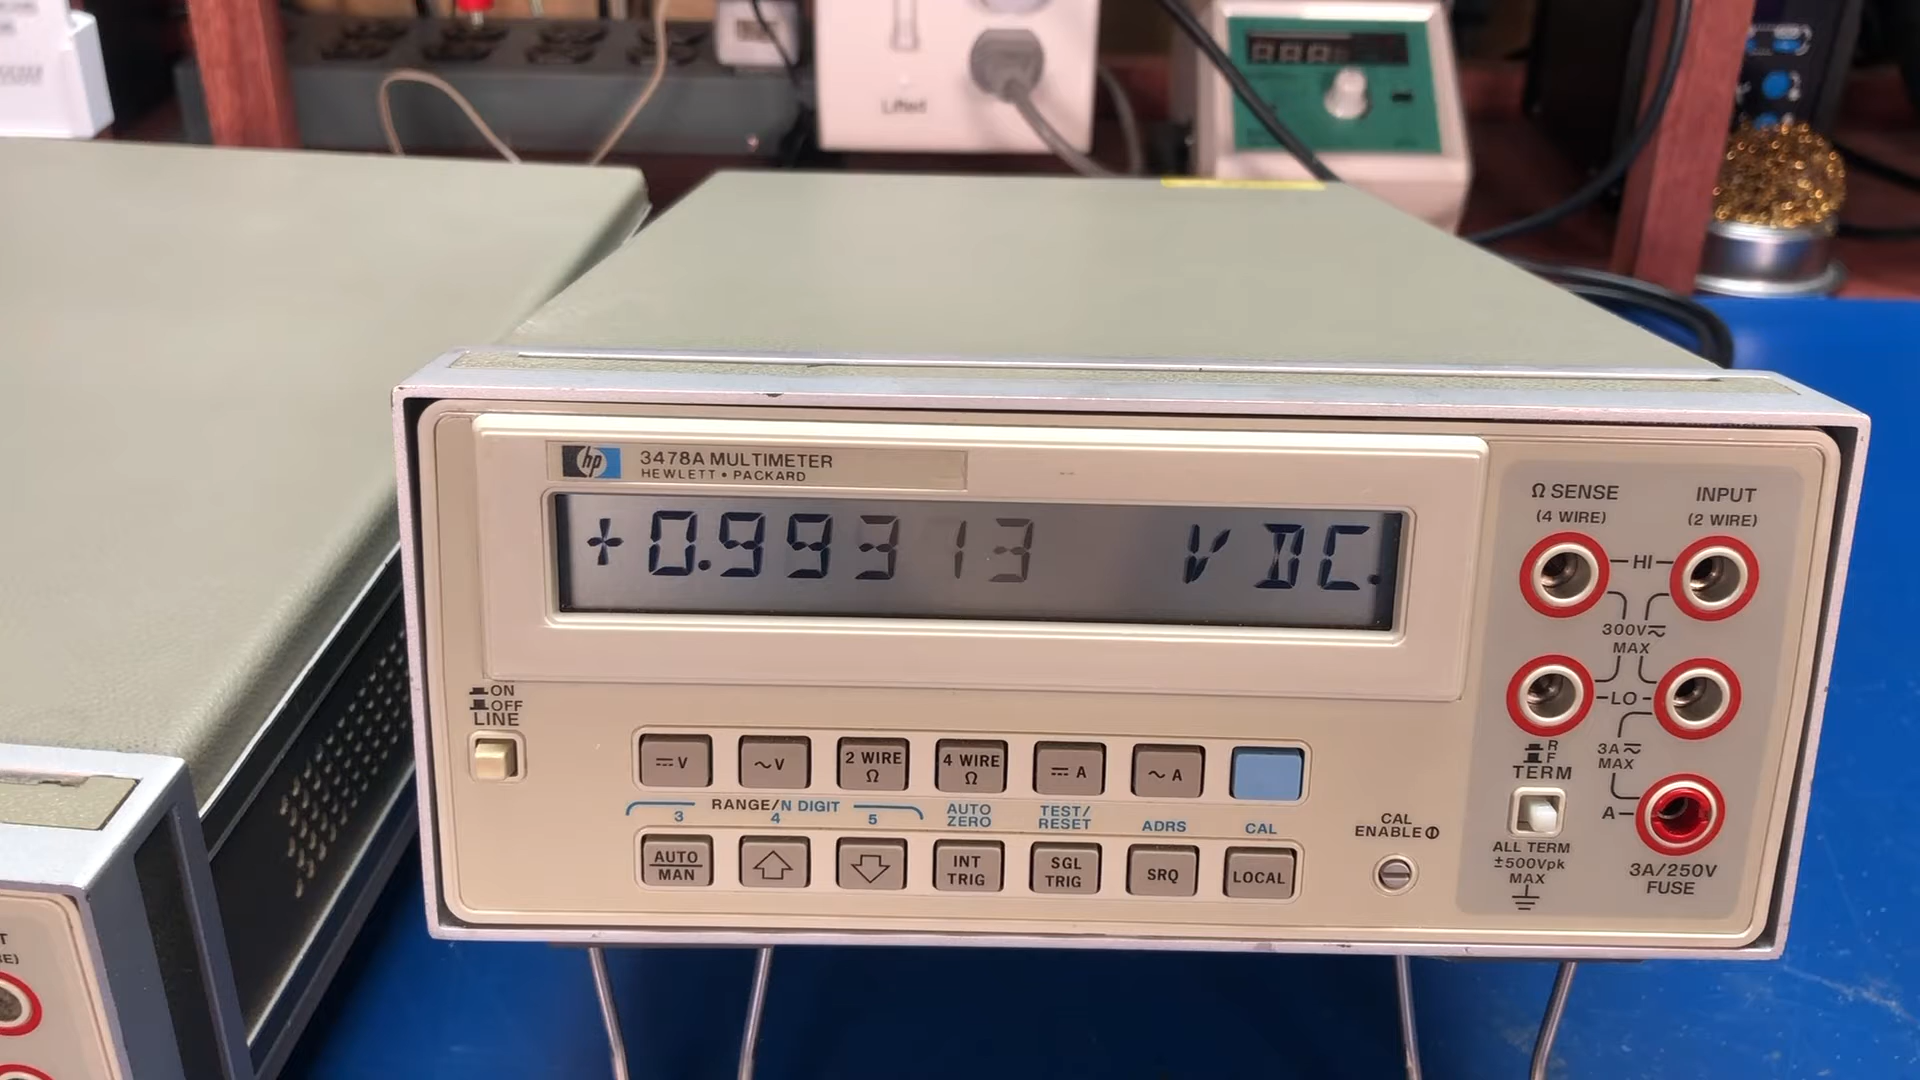 Lifted
hp 3478A MULTIMETER
HEWLETT • PACKARD
+0.99313 VDC.
Ω SENSE
(4 WIRE)
INPUT
(2 WIRE)
HI
300V
MAX
LO
3A
MAX
R
F
TERM
A
ALL TERM
±500Vpk
MAX
3A/250V
FUSE
ON
OFF
LINE
V
~V
2 WIRE
Ω
4 WIRE
Ω
A
~A
RANGE/N DIGIT
3 4 5
AUTO
ZERO
TEST/
RESET
ADRS
CAL
AUTO
MAN
INT
TRIG
SGL
TRIG
SRQ
LOCAL
CAL
ENABLE